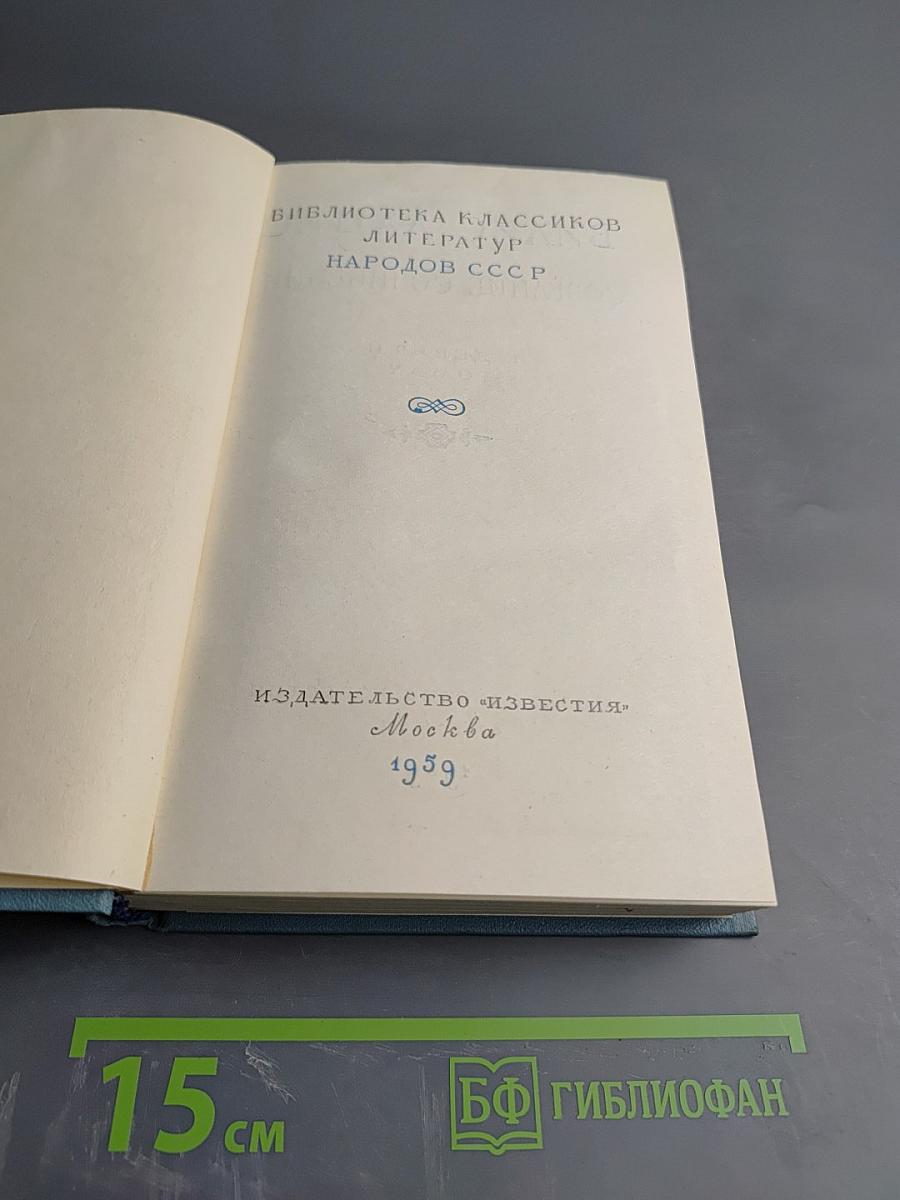 БИБЛИОТЕКА КЛАССИКОВ
ЛИТЕРАТУР
НАРОДОВ СССР
ИЗДАТЕЛЬСТВО «ИЗВЕСТИЯ»
Москва
1959
15 см
БФ ГИБЛИОФАН